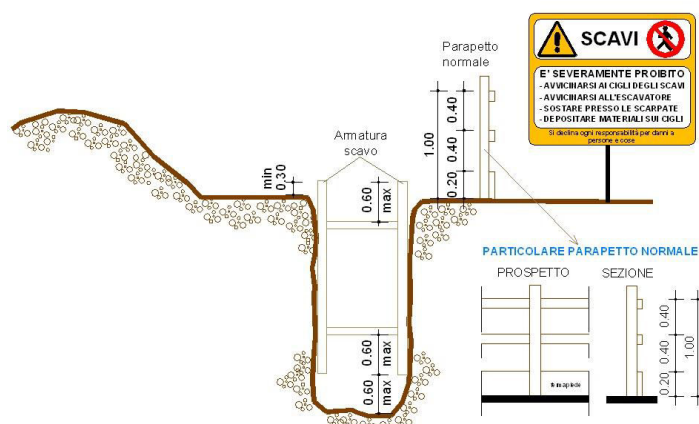 SCAVI
E' SEVERAMENTE PROIBITO
- AVVICINARSI AI CIGLI DEGLI SCAVI
- AVVICINARSI ALL'ESCAVATORE
- SOSTARE PRESSO LE SCARPATE
- DEPOSITARE MATERIALI SUI CIGLI
Si declina ogni responsabilità per danni a
persone e cose
Parapetto
normale
1.00
0.40
0.40
0.20
Armatura
scavo
min
0.30
0.60
max
0.60
max
0.60
max
PARTICOLARE PARAPETTO NORMALE
PROSPETTO
SEZIONE
0.40
0.40
0.20
1.00